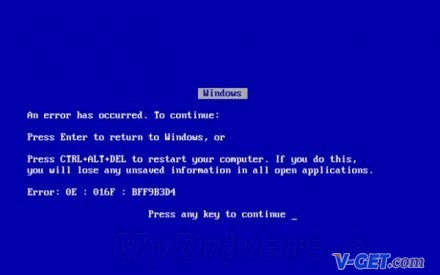 Windows
An error has occurred. To continue:
Press Enter to return to Windows, or
Press CTRL+ALT+DEL to restart your computer. If you do this,
you will lose any unsaved information in all open applications.
Error: 0E : 016F : BFF9B3D4
Press any key to continue _
MyDrivers
V-GET.com